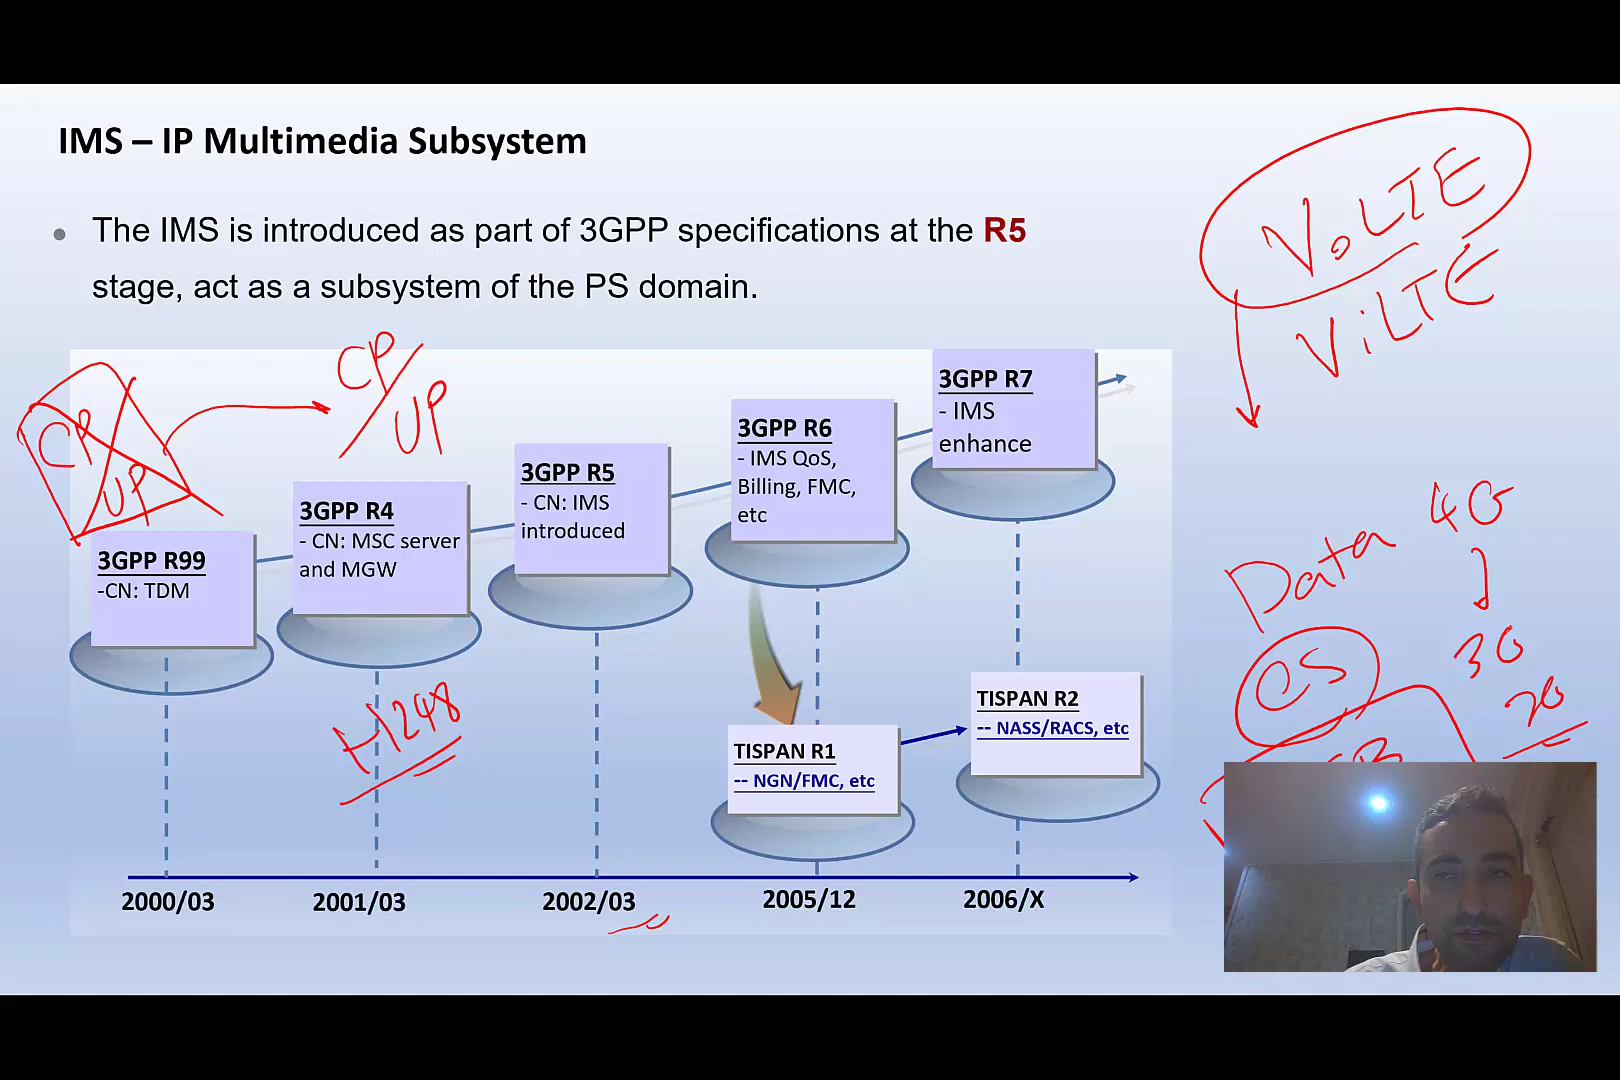 IMS – IP Multimedia Subsystem
The IMS is introduced as part of 3GPP specifications at the R5
stage, act as a subsystem of the PS domain.
VoLTE
ViLTE
CP
UP
CP
UP
3GPP R99
-CN: TDM
3GPP R4
- CN: MSC server
and MGW
3GPP R5
- CN: IMS
introduced
3GPP R6
- IMS QoS,
Billing, FMC,
etc
3GPP R7
- IMS
enhance
H248
TISPAN R1
-- NGN/FMC, etc
TISPAN R2
-- NASS/RACS, etc
Data
4G
3G
2G
CS
2000/03
2001/03
2002/03
2005/12
2006/X